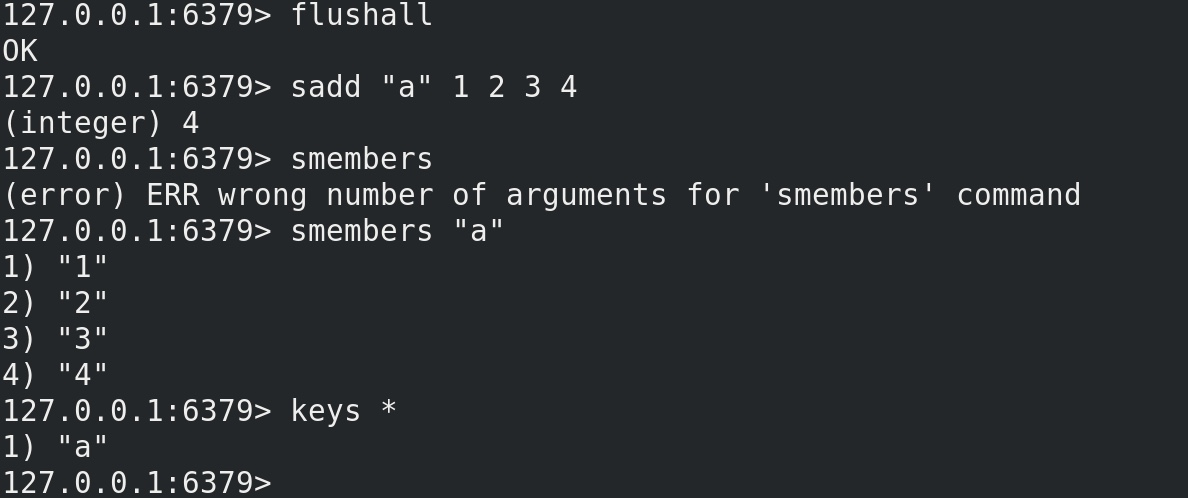 127.0.0.1:6379> flushall
OK
127.0.0.1:6379> sadd "a" 1 2 3 4
(integer) 4
127.0.0.1:6379> smembers
(error) ERR wrong number of arguments for 'smembers' command
127.0.0.1:6379> smembers "a"
1) "1"
2) "2"
3) "3"
4) "4"
127.0.0.1:6379> keys *
1) "a"
127.0.0.1:6379>